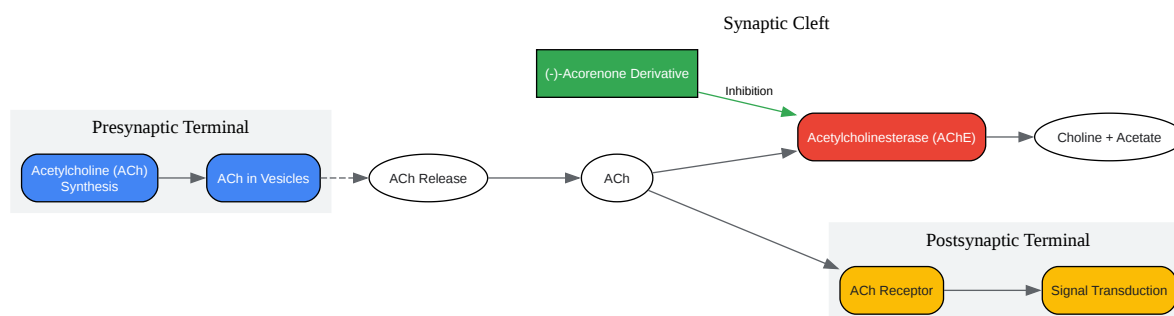 Synaptic Cleft
(-)-Acorenone Derivative
Inhibition
Presynaptic Terminal
Acetylcholine (ACh)
Synthesis
ACh in Vesicles
ACh Release
ACh
Acetylcholinesterase (AChE)
Choline + Acetate
Postsynaptic Terminal
ACh Receptor
Signal Transduction